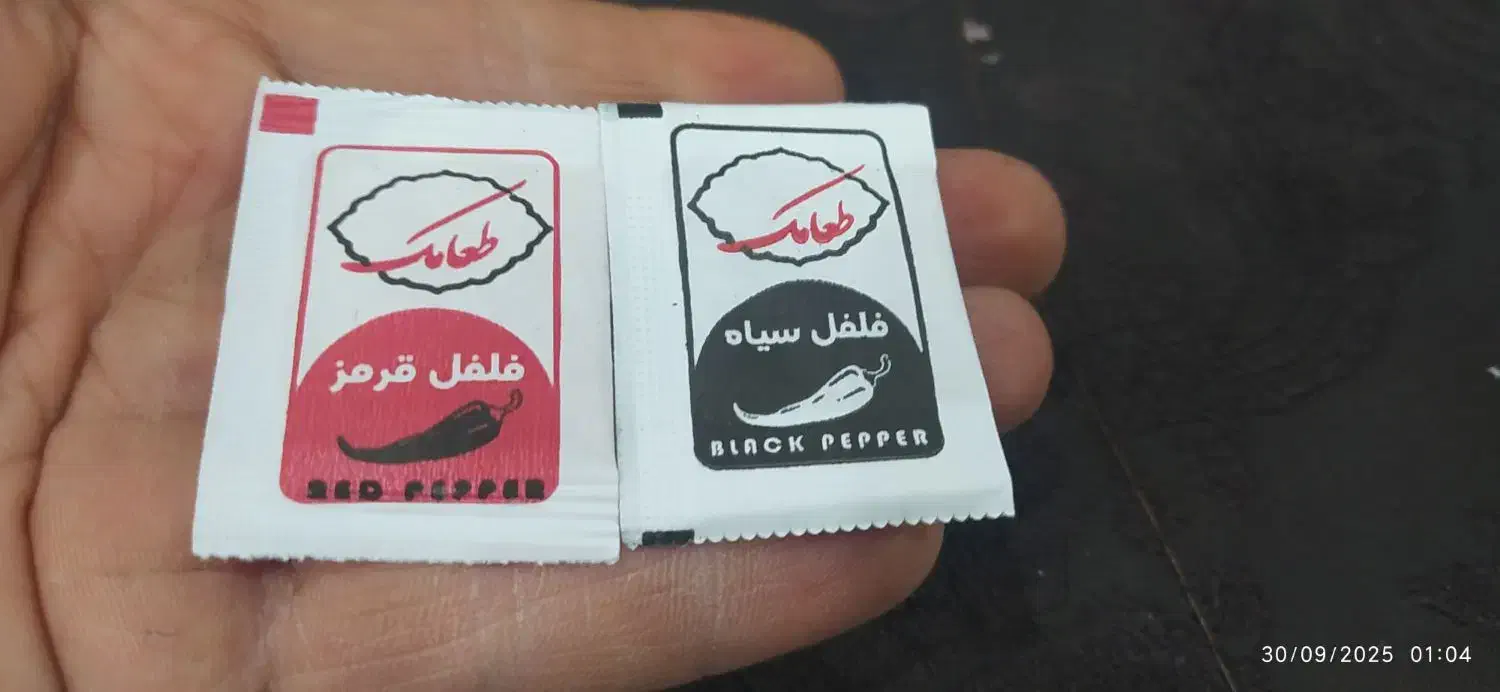 طعامک
فلفل قرمز
RED PEPPER
طعامک
فلفل سیاه
BLACK PEPPER
30/09/2025 01:04